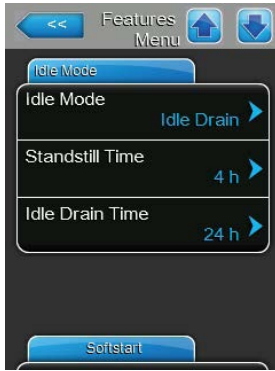 << Features
Menu
Idle Mode
Idle Mode
Idle Drain
Standstill Time
4 h
Idle Drain Time
24 h
Softstart